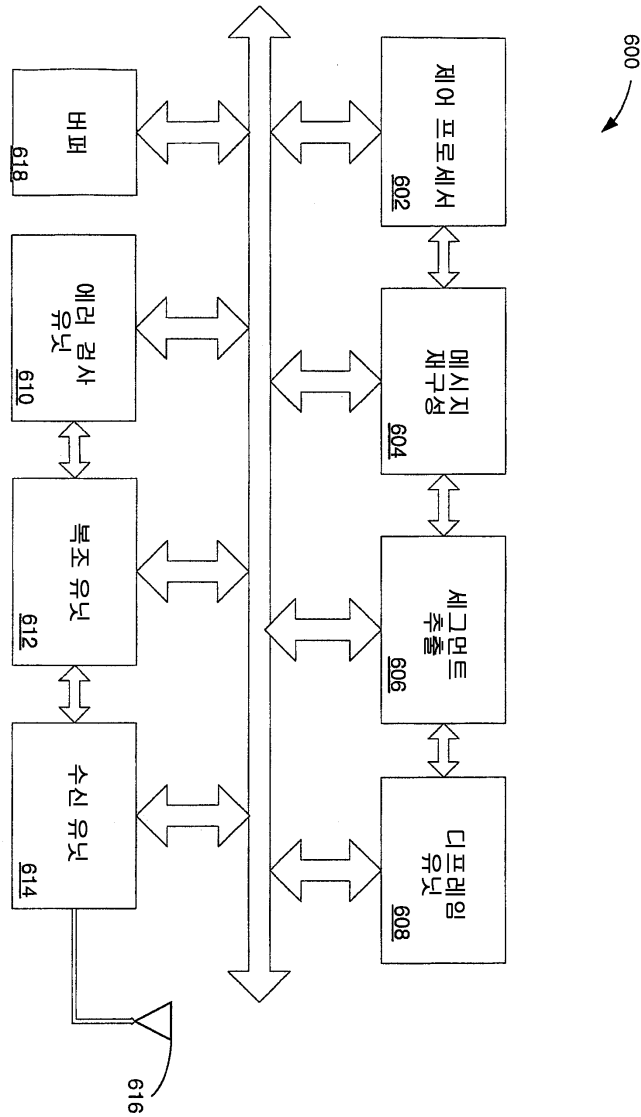 600
제어 프로세서
602
메시지
재구성
604
세그먼트
추출
606
디프레임
유닛
608
버퍼
618
에러 검사
유닛
610
복조 유닛
612
수신 유닛
614
616